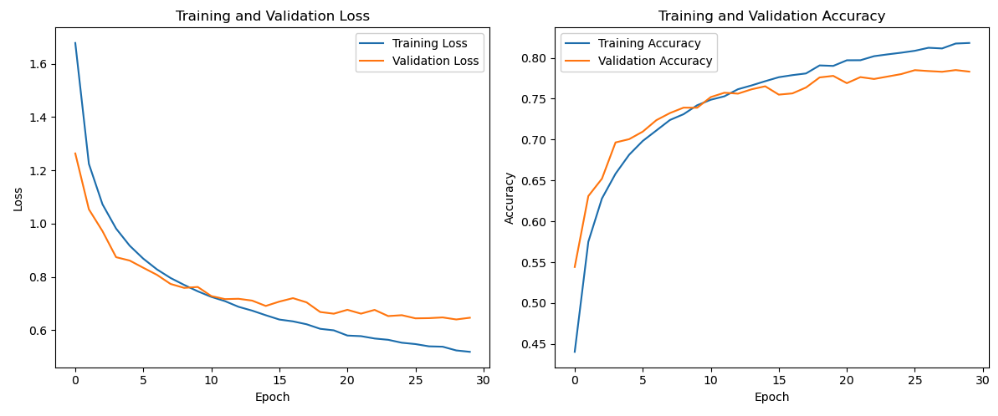 Training and Validation Loss
Training Loss
Validation Loss
1.6
1.4
1.2
1.0
0.8
0.6
Loss
0
5
10
15
20
25
30
Epoch
Training and Validation Accuracy
Training Accuracy
Validation Accuracy
0.80
0.75
0.70
0.65
0.60
0.55
0.50
0.45
Accuracy
0
5
10
15
20
25
30
Epoch